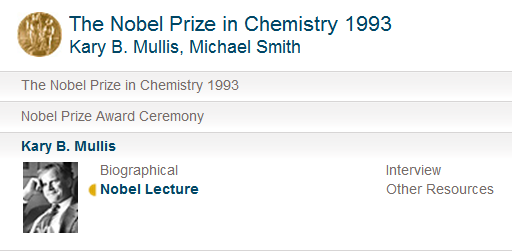 The Nobel Prize in Chemistry 1993
Kary B. Mullis, Michael Smith
The Nobel Prize in Chemistry 1993
Nobel Prize Award Ceremony
Kary B. Mullis
Biographical
Interview
Nobel Lecture
Other Resources